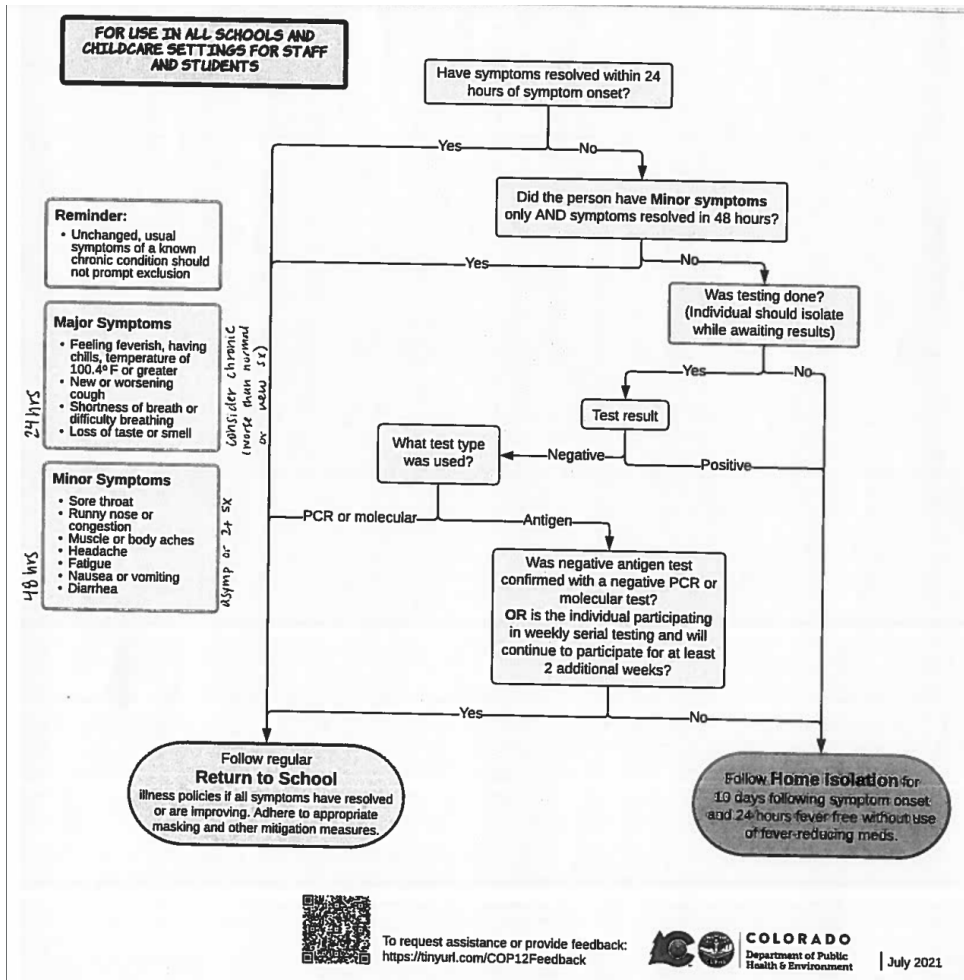 FOR USE IN ALL SCHOOLS AND
CHILDCARE SETTINGS FOR STAFF
AND STUDENTS
Have symptoms resolved within 24
hours of symptom onset?
Yes
No
Did the person have Minor symptoms
only AND symptoms resolved in 48 hours?
Yes
No
Reminder:
• Unchanged, usual
symptoms of a known
chronic condition should
not prompt exclusion
Was testing done?
(Individual should isolate
while awaiting results)
Yes
No
24 hrs
Major Symptoms
• Feeling feverish, having
chills, temperature of
100.4º F or greater
• New or worsening
cough
• Shortness of breath or
difficulty breathing
• Loss of taste or smell
consider chronic
(worse than normal
or new sx)
Test result
Negative
Positive
What test type
was used?
48 hrs
Minor Symptoms
• Sore throat
• Runny nose or
congestion
• Muscle or body aches
• Headache
• Fatigue
• Nausea or vomiting
• Diarrhea
asymp or 2+ sx
PCR or molecular
Antigen
Was negative antigen test
confirmed with a negative PCR or
molecular test?
OR is the individual participating
in weekly serial testing and will
continue to participate for at least
2 additional weeks?
Yes
No
Follow regular
Return to School
illness policies if all symptoms have resolved
or are improving. Adhere to appropriate
masking and other mitigation measures.
Follow Home Isolation for
10 days following symptom onset
and 24 hours fever free without use
of fever-reducing meds.
To request assistance or provide feedback:
https://tinyurl.com/COP12Feedback
COLORADO
Department of Public
Health & Environment
July 2021